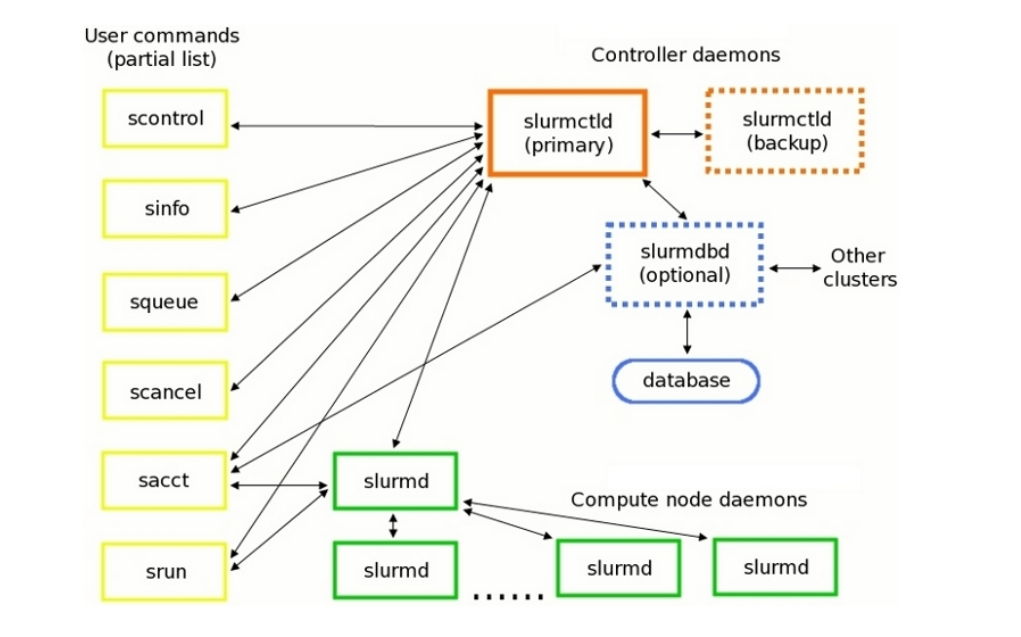 User commands
(partial list)
Controller daemons
scontrol
slurmctld
(primary)
slurmctld
(backup)
sinfo
slurmdbd
(optional)
Other
clusters
squeue
database
scancel
sacct
slurmd
Compute node daemons
srun
slurmd
slurmd
slurmd